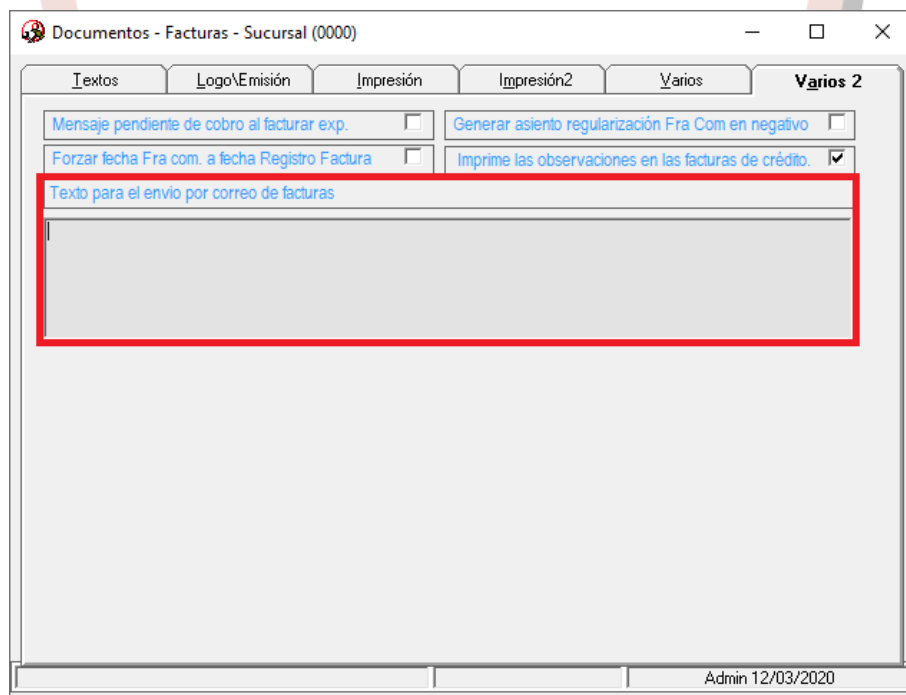 Documentos - Facturas - Sucursal (0000)
Textos Logo\Emisión Impresión Impresión2 Varios Varios 2
Mensaje pendiente de cobro al facturar exp. Generar asiento regularización Fra Com en negativo
Forzar fecha Fra com. a fecha Registro Factura Imprime las observaciones en las facturas de crédito.
Texto para el envio por correo de facturas
Admin 12/03/2020